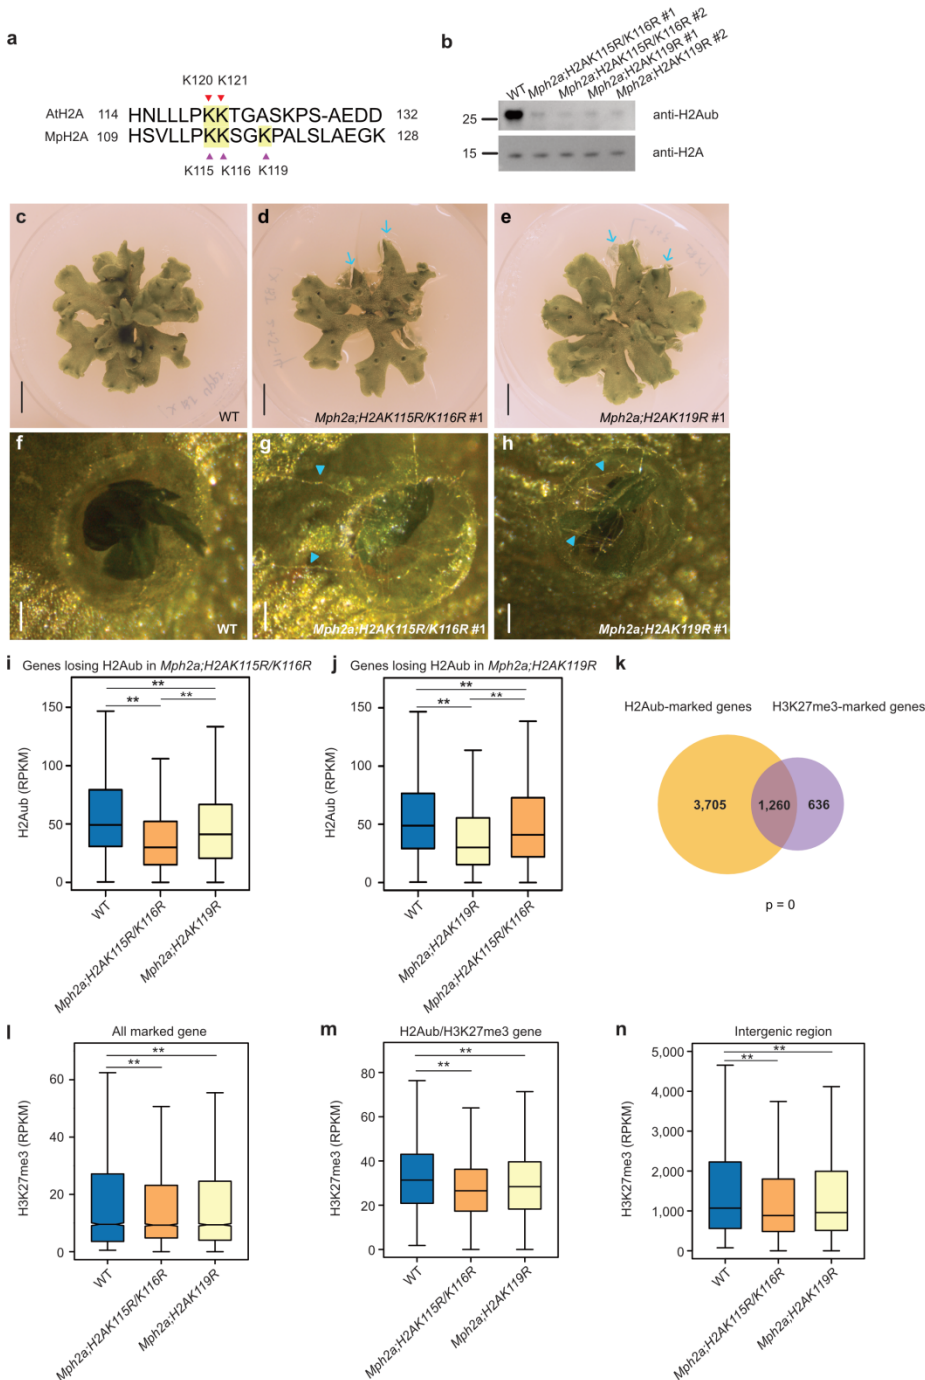 a
K120 K121
AtH2A 114 HNLLLPKKTGASKPS-AEDD 132
MpH2A 109 HSVLLPKKSGKPALSLAEGK 128
K115 K116 K119
b
WT
Mph2a;H2AK115R/K116R #1
Mph2a;H2AK115R/K116R #2
Mph2a;H2AK119R #1
Mph2a;H2AK119R #2
25
anti-H2Aub
15
anti-H2A
c
WT
d
Mph2a;H2AK115R/K116R #1
e
Mph2a;H2AK119R #1
f
WT
g
Mph2a;H2AK115R/K116R #1
h
Mph2a;H2AK119R #1
i
Genes losing H2Aub in Mph2a;H2AK115R/K116R
**
** **
150
100
50
0
H2Aub (RPKM)
WT
Mph2a;H2AK115R/K116R
Mph2a;H2AK119R
j
Genes losing H2Aub in Mph2a;H2AK119R
**
** **
150
100
50
0
H2Aub (RPKM)
WT
Mph2a;H2AK119R
Mph2a;H2AK115R/K116R
k
H2Aub-marked genes H3K27me3-marked genes
3,705 1,260 636
p = 0
l
All marked gene
**
**
60
40
20
0
H3K27me3 (RPKM)
WT
Mph2a;H2AK115R/K116R
Mph2a;H2AK119R
m
H2Aub/H3K27me3 gene
**
**
80
60
40
20
0
H3K27me3 (RPKM)
WT
Mph2a;H2AK115R/K116R
Mph2a;H2AK119R
n
Intergenic region
**
**
5,000
4,000
3,000
2,000
1,000
0
H3K27me3 (RPKM)
WT
Mph2a;H2AK115R/K116R
Mph2a;H2AK119R